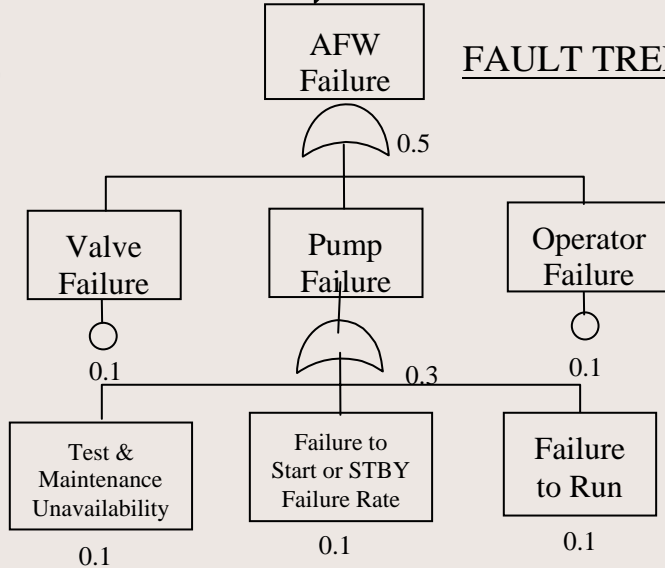 AFW
Failure
FAULT TREE
0.5
Valve
Failure
Pump
Failure
Operator
Failure
0.1
0.3
0.1
Test &
Maintenance
Unavailability
Failure to
Start or STBY
Failure Rate
Failure
to Run
0.1
0.1
0.1